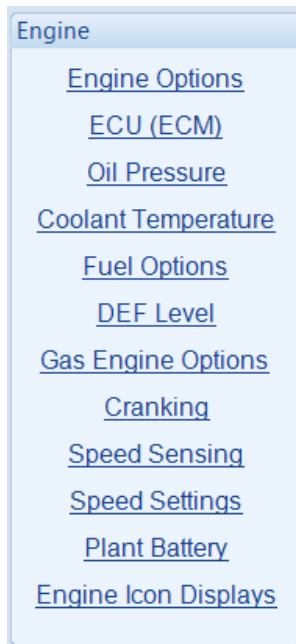 Engine
Engine Options
ECU (ECM)
Oil Pressure
Coolant Temperature
Fuel Options
DEF Level
Gas Engine Options
Cranking
Speed Sensing
Speed Settings
Plant Battery
Engine Icon Displays